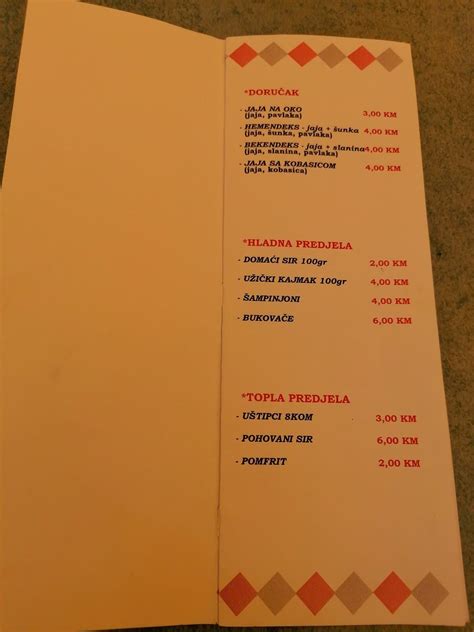 *DORUČAK
- JAJA NA OKO 3,00 KM
(jaja, pavlaka)
- HEMENDEKS - jaja + šunka 4,00 KM
(jaja, šunka, pavlaka)
- BEKENDEKS - jaja + slanina 4,00 KM
(jaja, slanina, pavlaka)
- JAJA SA KOBASICOM 4,00 KM
(jaja, kobasica)
*HLADNA PREDJELA
- DOMAĆI SIR 100gr 2,00 KM
- UŽIČKI KAJMAK 100gr 4,00 KM
- ŠAMPINJONI 4,00 KM
- BUKOVAČE 6,00 KM
*TOPLA PREDJELA
- UŠTIPCI 8KOM 3,00 KM
- POHOVANI SIR 6,00 KM
- POMFRIT 2,00 KM